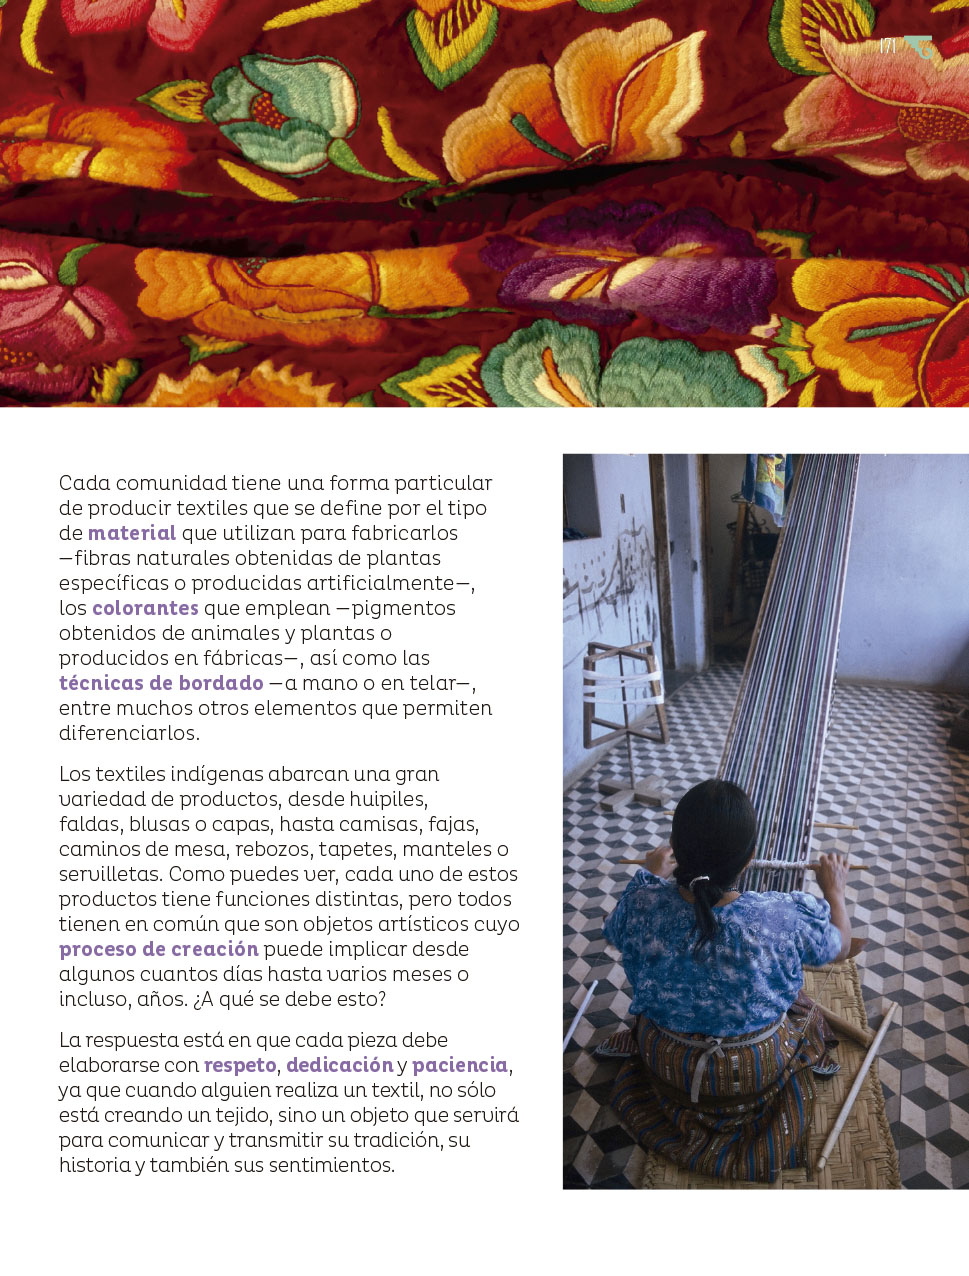 171
Cada comunidad tiene una forma particular
de producir textiles que se define por el tipo
de material que utilizan para fabricarlos
—fibras naturales obtenidas de plantas
específicas o producidas artificialmente—,
los colorantes que emplean —pigmentos
obtenidos de animales y plantas o
producidos en fábricas—, así como las
técnicas de bordado —a mano o en telar—,
entre muchos otros elementos que permiten
diferenciarlos.
Los textiles indígenas abarcan una gran
variedad de productos, desde huipiles,
faldas, blusas o capas, hasta camisas, fajas,
caminos de mesa, rebozos, tapetes, manteles o
servilletas. Como puedes ver, cada uno de estos
productos tiene funciones distintas, pero todos
tienen en común que son objetos artísticos cuyo
proceso de creación puede implicar desde
algunos cuantos días hasta varios meses o
incluso, años. ¿A qué se debe esto?
La respuesta está en que cada pieza debe
elaborarse con respeto, dedicación y paciencia,
ya que cuando alguien realiza un textil, no sólo
está creando un tejido, sino un objeto que servirá
para comunicar y transmitir su tradición, su
historia y también sus sentimientos.